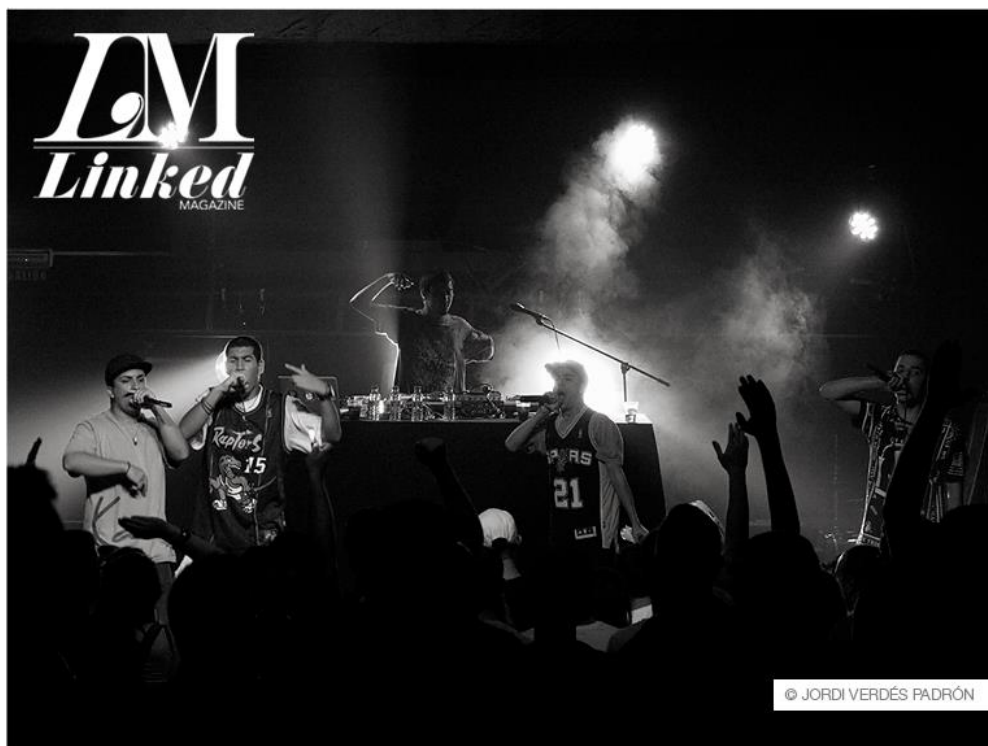 LM
Linked
MAGAZINE
RAPTORS
15
SPURS
21
© JORDI VERDÉS PADRÓN